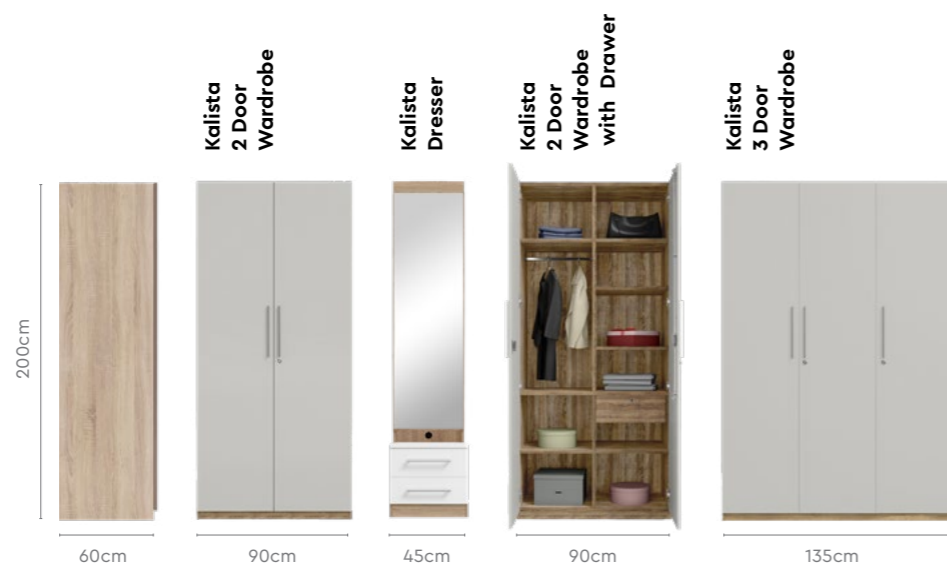 Kalista
2 Door
Wardrobe
Kalista
Dresser
Kalista
2 Door
Wardrobe
with Drawer
Kalista
3 Door
Wardrobe
200cm
60cm
90cm
45cm
90cm
135cm